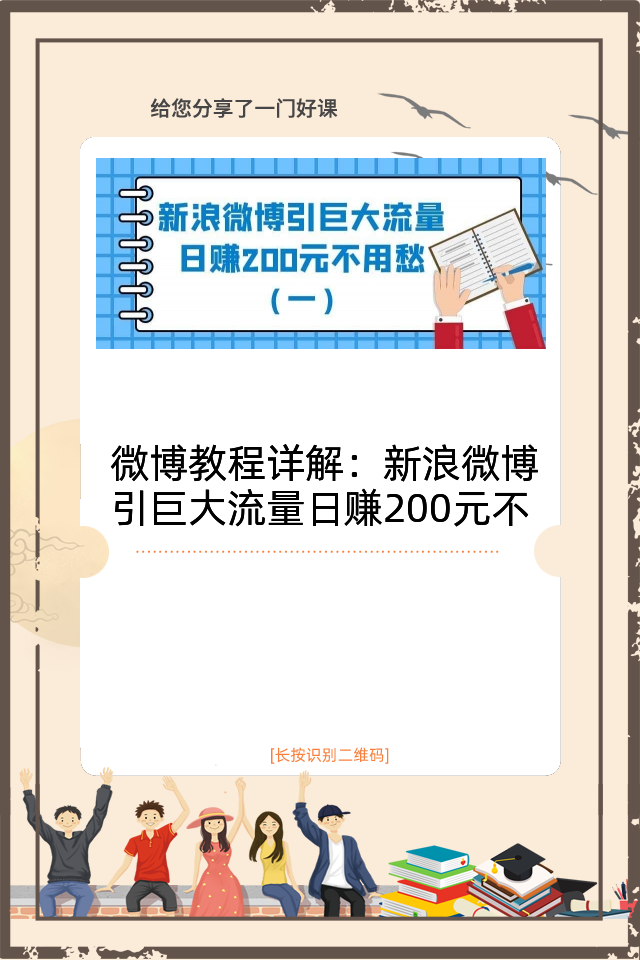 给您分享了一门好课
新浪微博引巨大流量
日赚200元不用愁
（一）
微博教程详解：新浪微博
引巨大流量日赚200元不
[长按识别二维码]